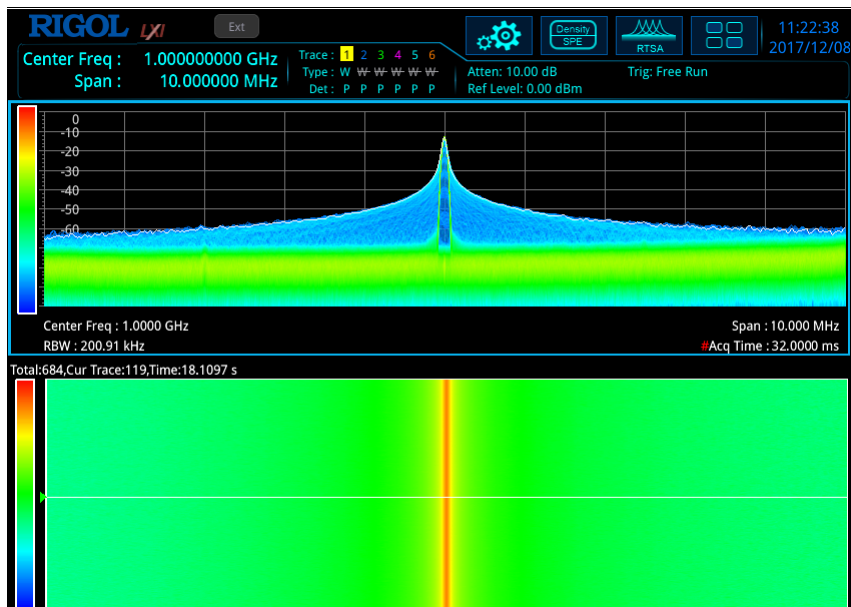 RIGOL LXI Ext
Density
SPE
RTSA
11:22:38
2017/12/08
Center Freq : 1.000000000 GHz
Span : 10.000000 MHz
Trace : 1 2 3 4 5 6
Type : W W W W W W
Det : P P P P P P
Atten: 10.00 dB
Ref Level: 0.00 dBm
Trig: Free Run
0
-10
-20
-30
-40
-50
-60
Center Freq : 1.0000 GHz
Span : 10.000 MHz
RBW : 200.91 kHz
#Acq Time : 32.0000 ms
Total:684,Cur Trace:119,Time:18.1097 s